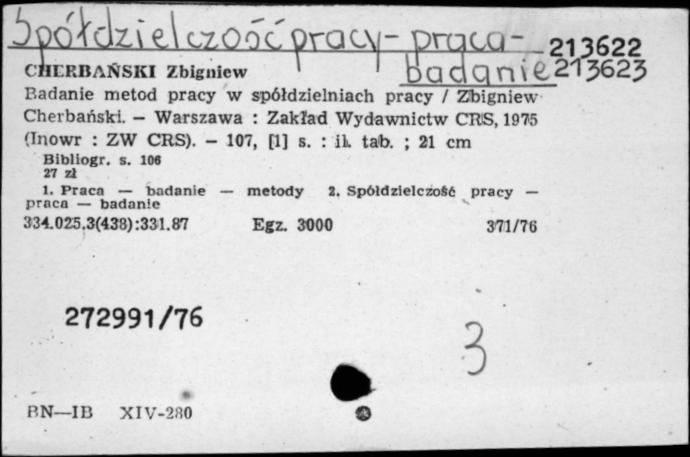 Spółdzielczość pracy - praca -
badanie
213622
213623
CHERBAŃSKI Zbigniew
Badanie metod pracy w spółdzielniach pracy / Zbigniew
Cherbański. — Warszawa : Zakład Wydawnictw CRS, 1975
(Inowr : ZW CRS). — 107, [1] s. : il. tab. ; 21 cm
Bibliogr. s. 106
27 zł
1. Praca — badanie — metody 2. Spółdzielczość pracy —
praca — badanie
334.025.3(438):331.87 Egz. 3000 371/76
272991/76
3
BN—IB XIV-280